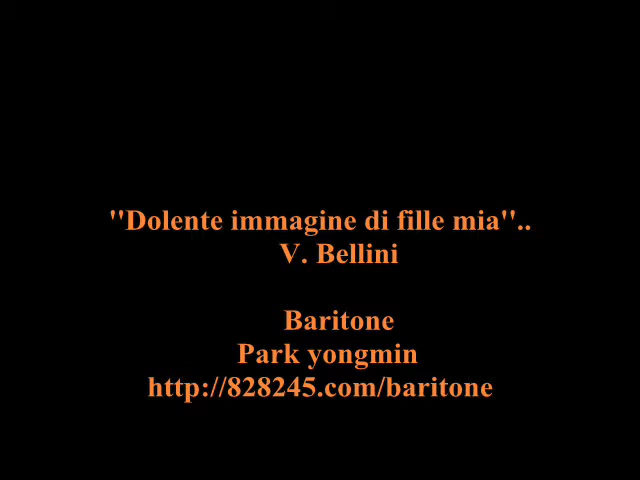 "Dolente immagine di fille mia"..
V. Bellini
Baritone
Park yongmin
http://828245.com/baritone